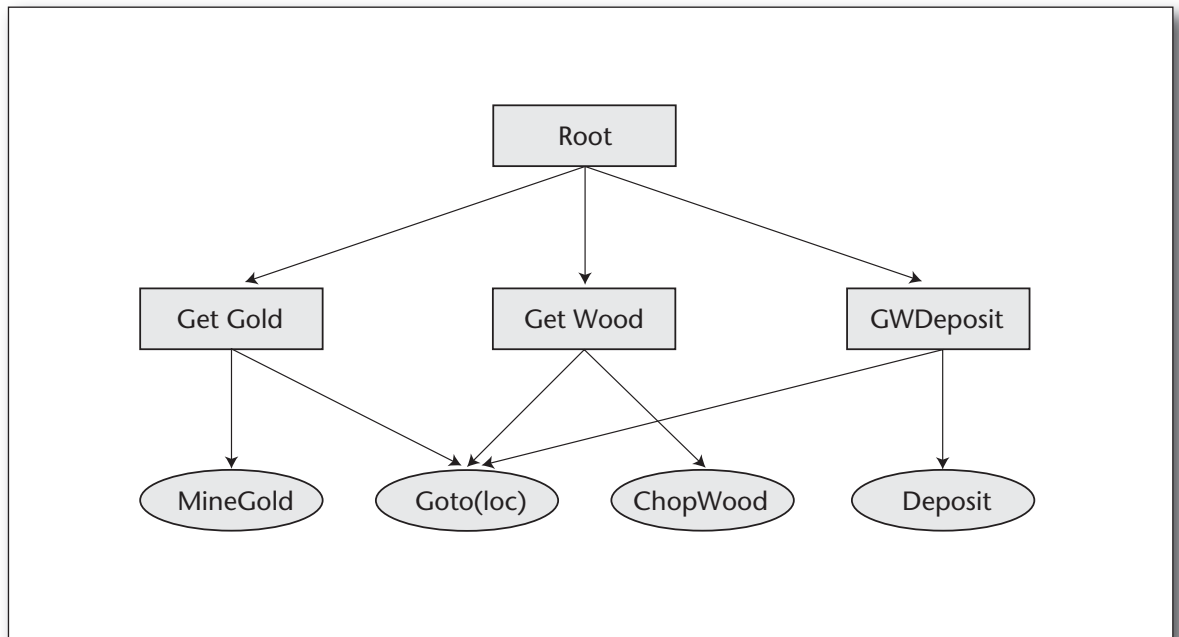 Root
Get Gold
Get Wood
GWDeposit
MineGold
Goto(loc)
ChopWood
Deposit